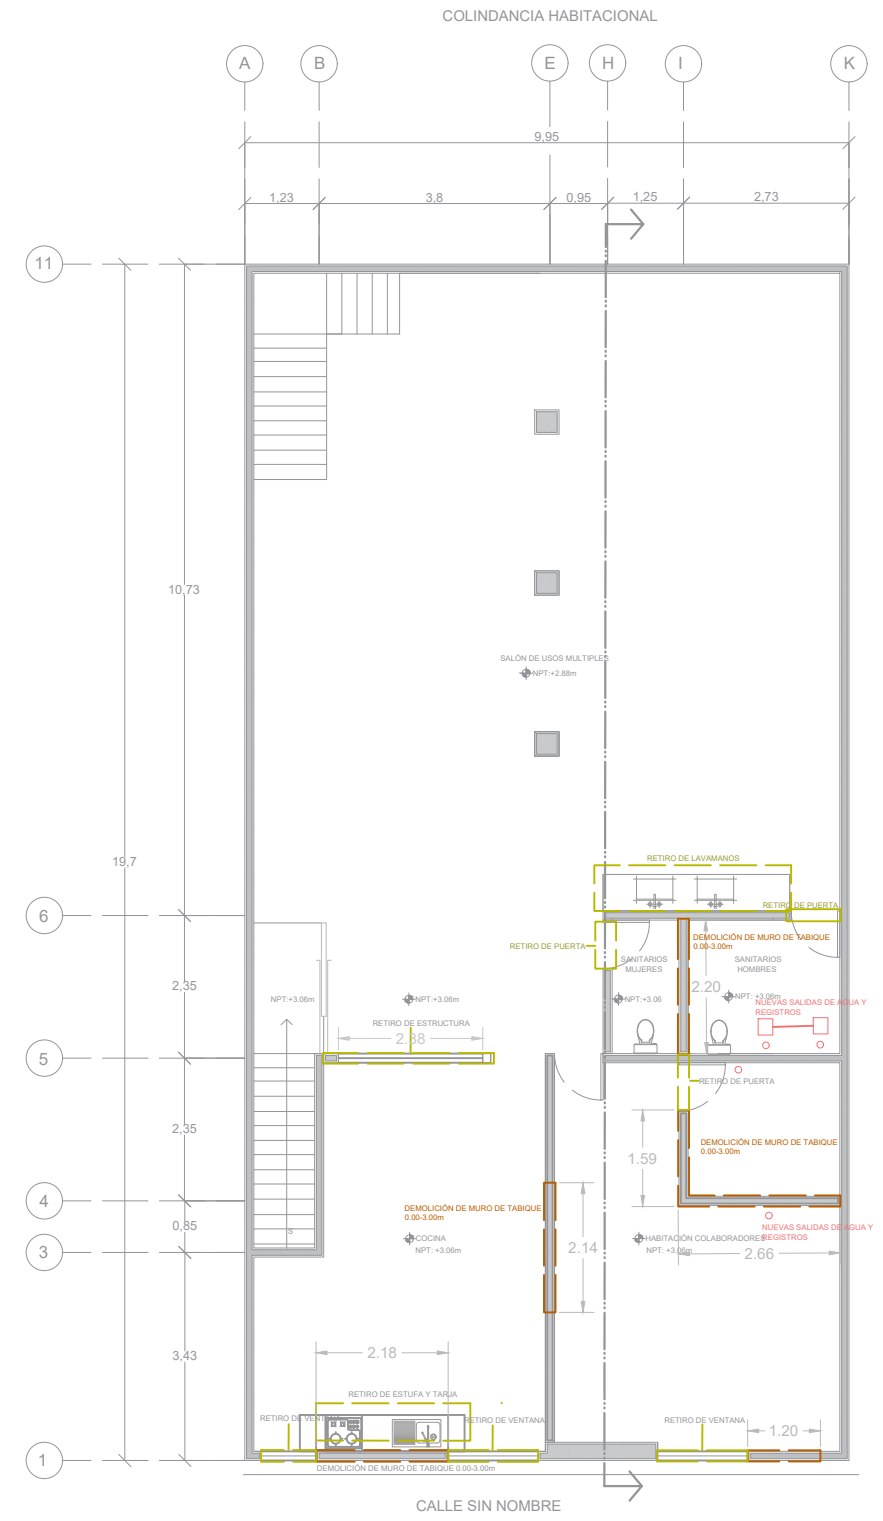 COLINDANCIA HABITACIONAL
A B E H I K
9,95
1,23 3,8 0,95 1,25 2,73
11
10,73
SALÓN DE USOS MULTIPLES
NPT:+2.88m
19,7
RETIRO DE LAVAMANOS
RETIRO DE PUERTA
6
DEMOLICIÓN DE MURO DE TABIQUE
0.00-3.00m
RETIRO DE PUERTA
SANITARIOS
MUJERES
SANITARIOS
HOMBRES
2,35
2.20
NPT:+3.06m
NPT:+3.06m
NPT:+3.06
NPT: +3.06m
NUEVAS SALIDAS DE AGUA Y
REGISTROS
RETIRO DE ESTRUCTURA
2.38
5
RETIRO DE PUERTA
2,35
DEMOLICIÓN DE MURO DE TABIQUE
0.00-3.00m
1.59
4
DEMOLICIÓN DE MURO DE TABIQUE
0.00-3.00m
0,85
S
NUEVAS SALIDAS DE AGUA Y
REGISTROS
COCINA
NPT: +3.06m
HABITACIÓN COLABORADORES
NPT: +3.06m
2.14
2.66
3
3,43
2.18
RETIRO DE ESTUFA Y TARJA
RETIRO DE VENTANA
RETIRO DE VENTANA
RETIRO DE VENTANA
1.20
1
DEMOLICIÓN DE MURO DE TABIQUE 0.00-3.00m
CALLE SIN NOMBRE